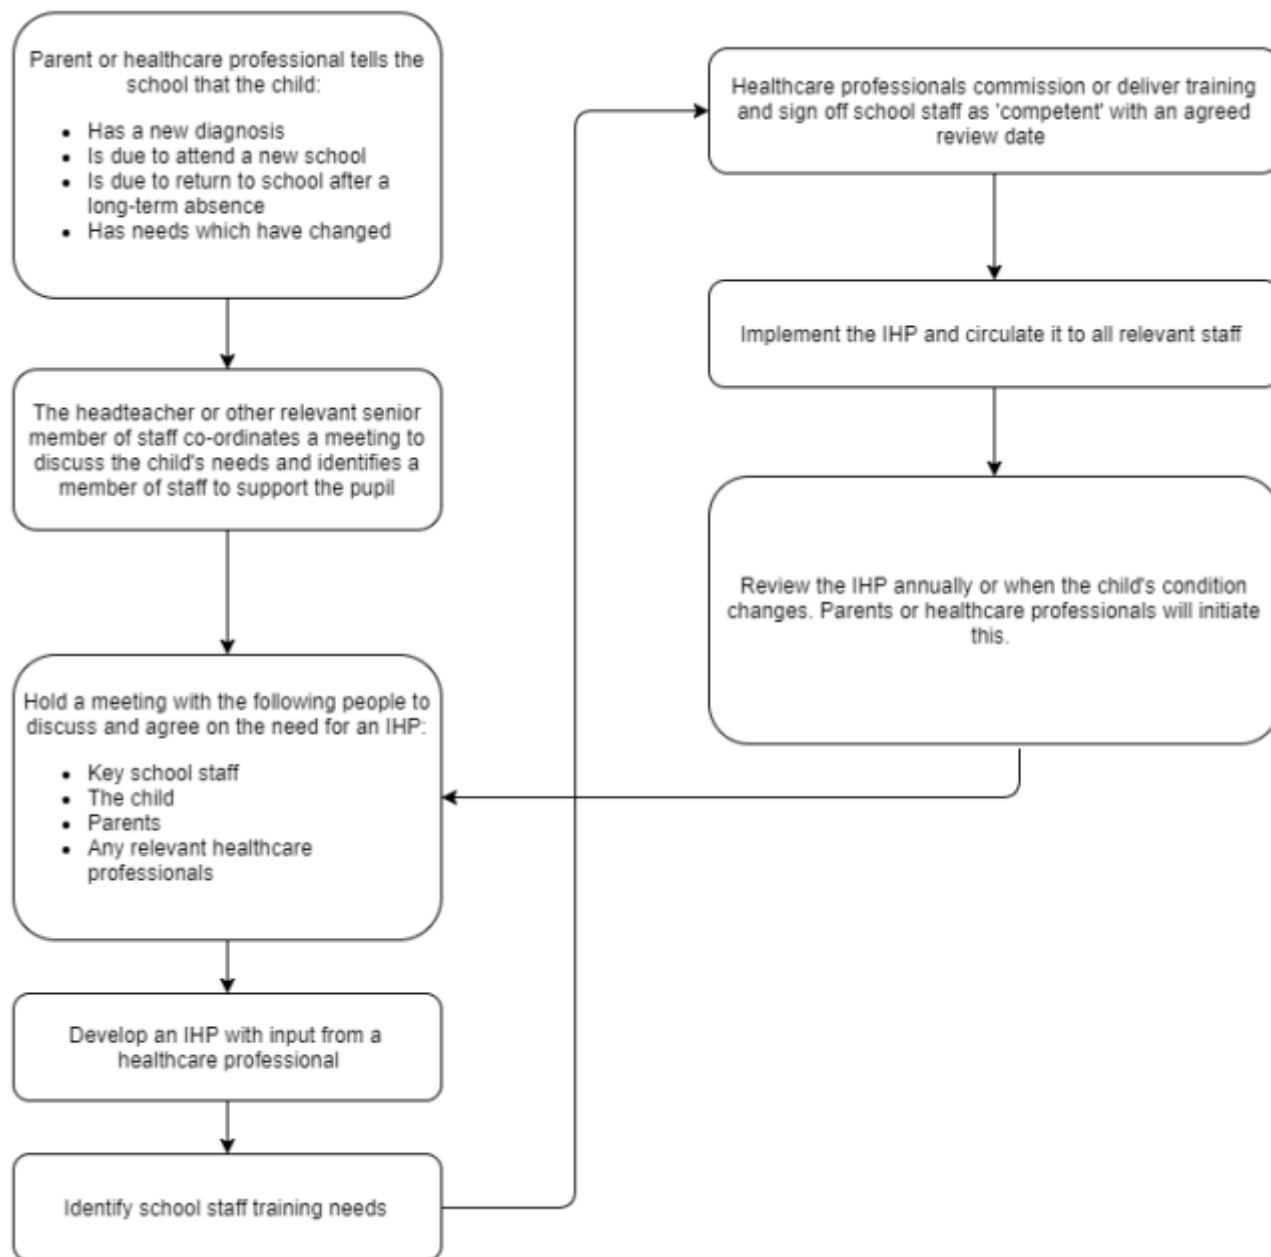 Parent or healthcare professional tells the
school that the child:
• Has a new diagnosis
• Is due to attend a new school
• Is due to return to school after a
long-term absence
• Has needs which have changed
The headteacher or other relevant senior
member of staff co-ordinates a meeting to
discuss the child's needs and identifies a
member of staff to support the pupil
Hold a meeting with the following people to
discuss and agree on the need for an IHP:
• Key school staff
• The child
• Parents
• Any relevant healthcare
professionals
Develop an IHP with input from a
healthcare professional
Identify school staff training needs
Healthcare professionals commission or deliver training
and sign off school staff as 'competent' with an agreed
review date
Implement the IHP and circulate it to all relevant staff
Review the IHP annually or when the child's condition
changes. Parents or healthcare professionals will initiate
this.